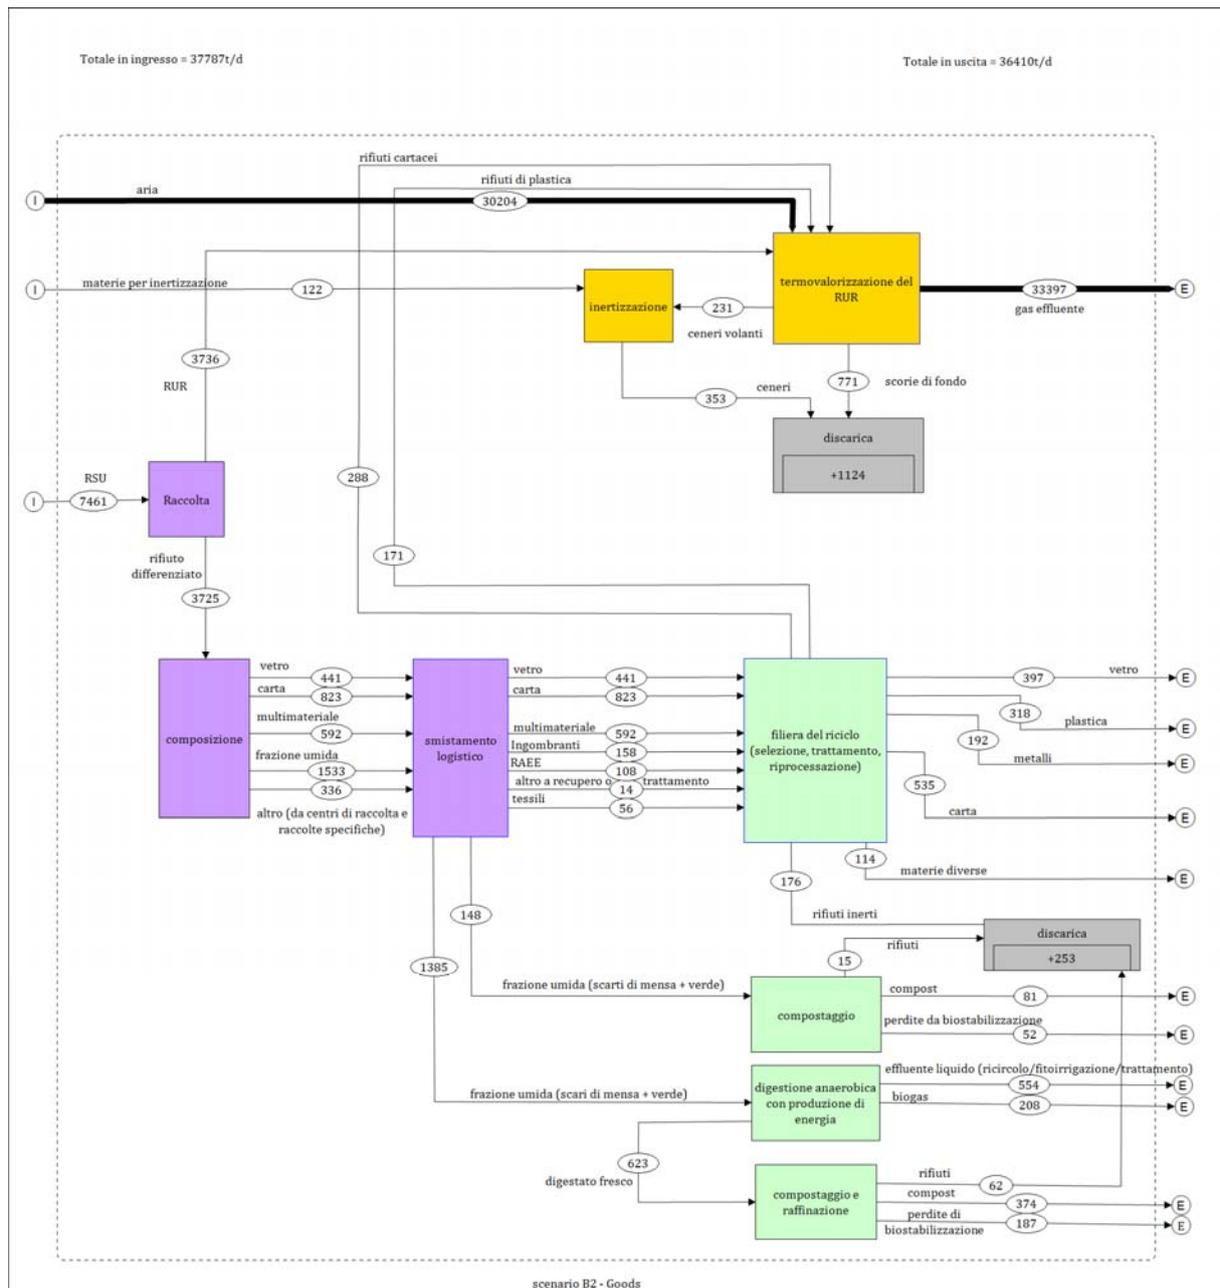 Totale in ingresso = 37787t/d
Totale in uscita = 36410t/d
rifiuti cartacei
rifiuti di plastica
aria
I
30204
termovalorizzazione del
RUR
I
materie per inertizzazione
122
inertizzazione
231
ceneri volanti
33397
E
gas effluente
3736
RUR
353
ceneri
771
scorie di fondo
discarica
+1124
288
RSU
I
7461
Raccolta
171
rifiuto
differenziato
3725
composizione
vetro
441
carta
823
multimateriale
592
frazione umida
1533
336
altro (da centri di raccolta e
raccolte specifiche)
smistamento
logistico
vetro
441
carta
823
multimateriale
592
Ingombranti
158
RAEE
108
altro a recupero o trattamento
14
tessili
56
filiera del riciclo
(selezione, trattamento,
riprocessazione)
397
vetro
E
318
plastica
E
192
metalli
E
535
carta
E
114
materie diverse
E
176
rifiuti inerti
148
1385
discarica
+253
rifiuti
15
frazione umida (scarti di mensa + verde)
compostaggio
compost
81
E
perdite da biostabilizzazione
52
E
frazione umida (scari di mensa + verde)
digestione anaerobica
con produzione di
energia
effluente liquido (ricircolo/fitoirrigazione/trattamento)
554
E
biogas
208
E
623
digestato fresco
compostaggio e
raffinazione
rifiuti
62
compost
374
E
perdite di
biostabilizzazione
187
E
scenario B2 - Goods